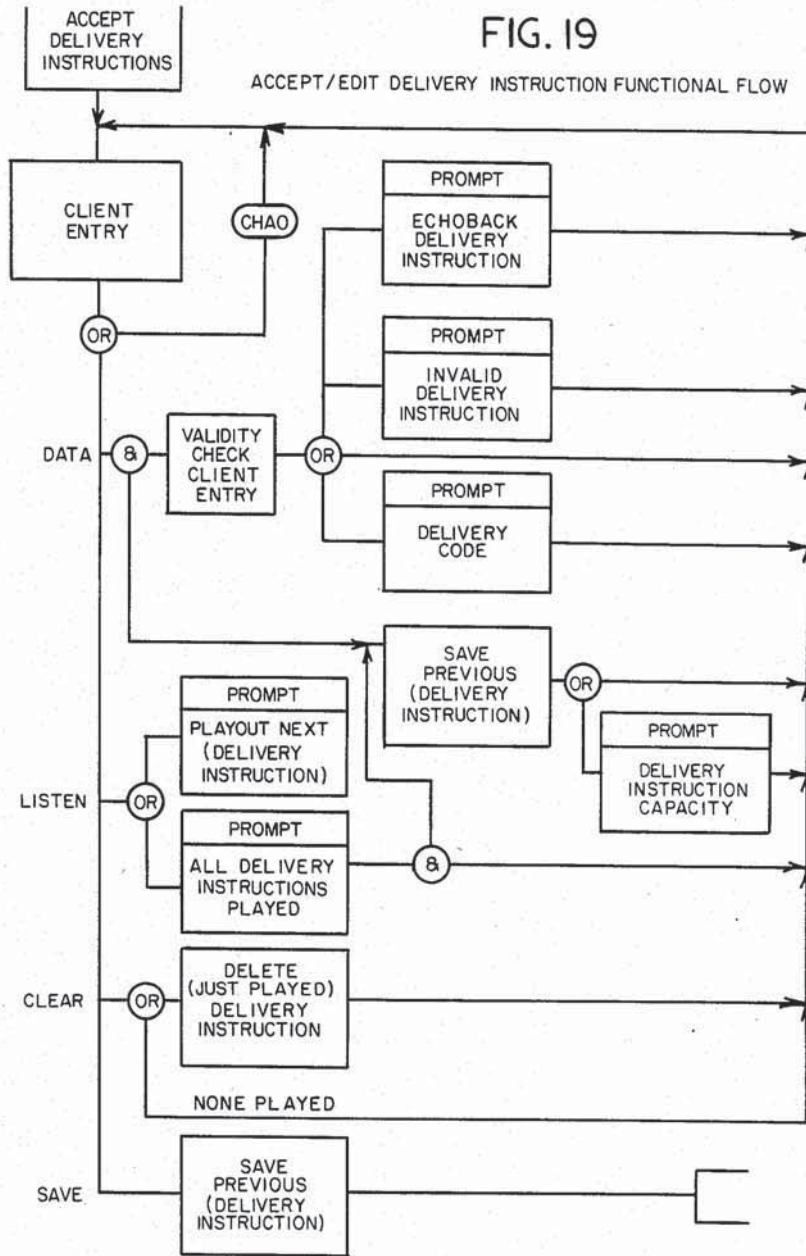 ACCEPT
DELIVERY
INSTRUCTIONS
FIG. 19
ACCEPT/EDIT DELIVERY INSTRUCTION FUNCTIONAL FLOW
CLIENT
ENTRY
CHAO
OR
PROMPT
ECHOBACK
DELIVERY
INSTRUCTION
PROMPT
INVALID
DELIVERY
INSTRUCTION
DATA
&
VALIDITY
CHECK
CLIENT
ENTRY
OR
PROMPT
DELIVERY
CODE
SAVE
PREVIOUS
(DELIVERY
INSTRUCTION)
OR
PROMPT
DELIVERY
INSTRUCTION
CAPACITY
LISTEN
OR
PROMPT
PLAYOUT NEXT
(DELIVERY
INSTRUCTION)
PROMPT
ALL DELIVERY
INSTRUCTIONS
PLAYED
&
CLEAR
OR
DELETE
(JUST PLAYED)
DELIVERY
INSTRUCTION
NONE PLAYED
SAVE
SAVE
PREVIOUS
(DELIVERY
INSTRUCTION)